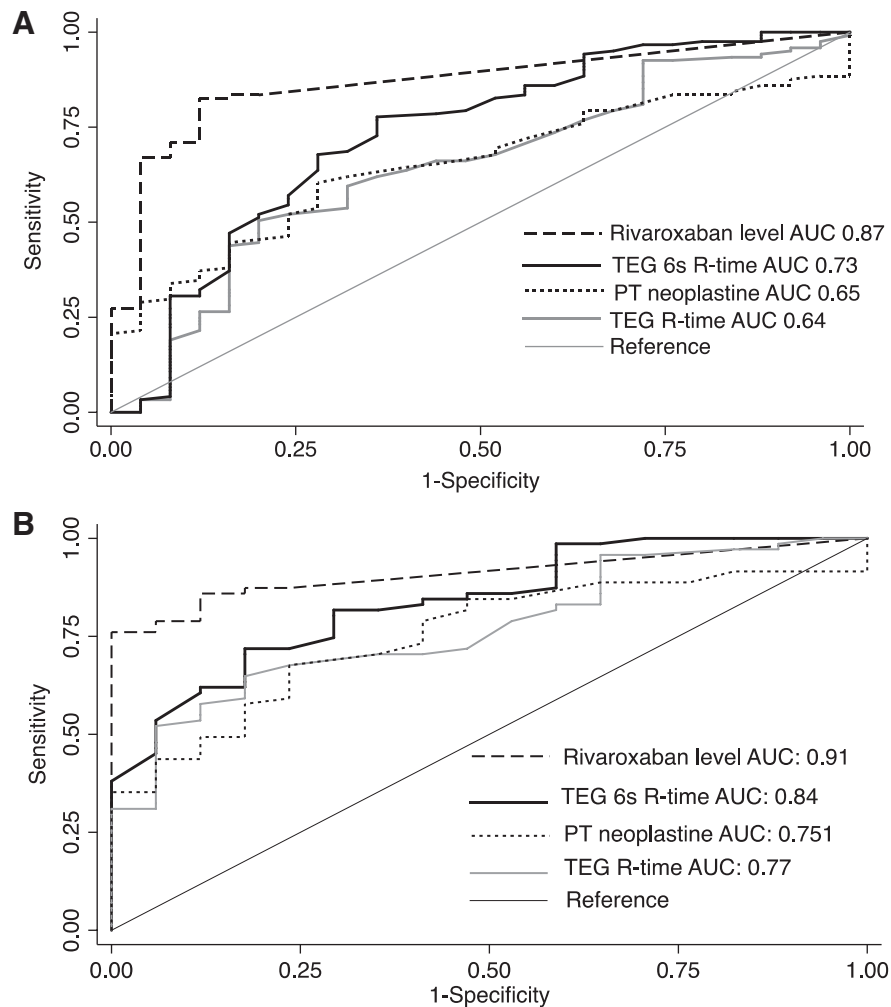 A
1.00
0.75
0.50
0.25
0.00
Sensitivity
Rivaroxaban level AUC 0.87
TEG 6s R-time AUC 0.73
PT neoplastine AUC 0.65
TEG R-time AUC 0.64
Reference
0.00 0.25 0.50 0.75 1.00
1-Specificity
B
1.00
0.75
0.50
0.25
0.00
Sensitivity
Rivaroxaban level AUC: 0.91
TEG 6s R-time AUC: 0.84
PT neoplastine AUC: 0.751
TEG R-time AUC: 0.77
Reference
0.00 0.25 0.50 0.75 1.00
1-Specificity